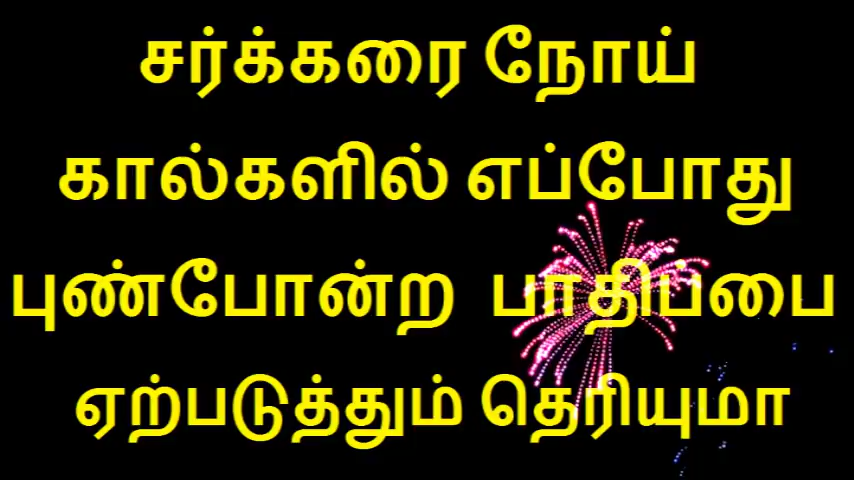 சர்க்கரை நோய்
கால்களில் எப்போது
புண்போன்ற பாதிப்பை
ஏற்படுத்தும் தெரியுமா